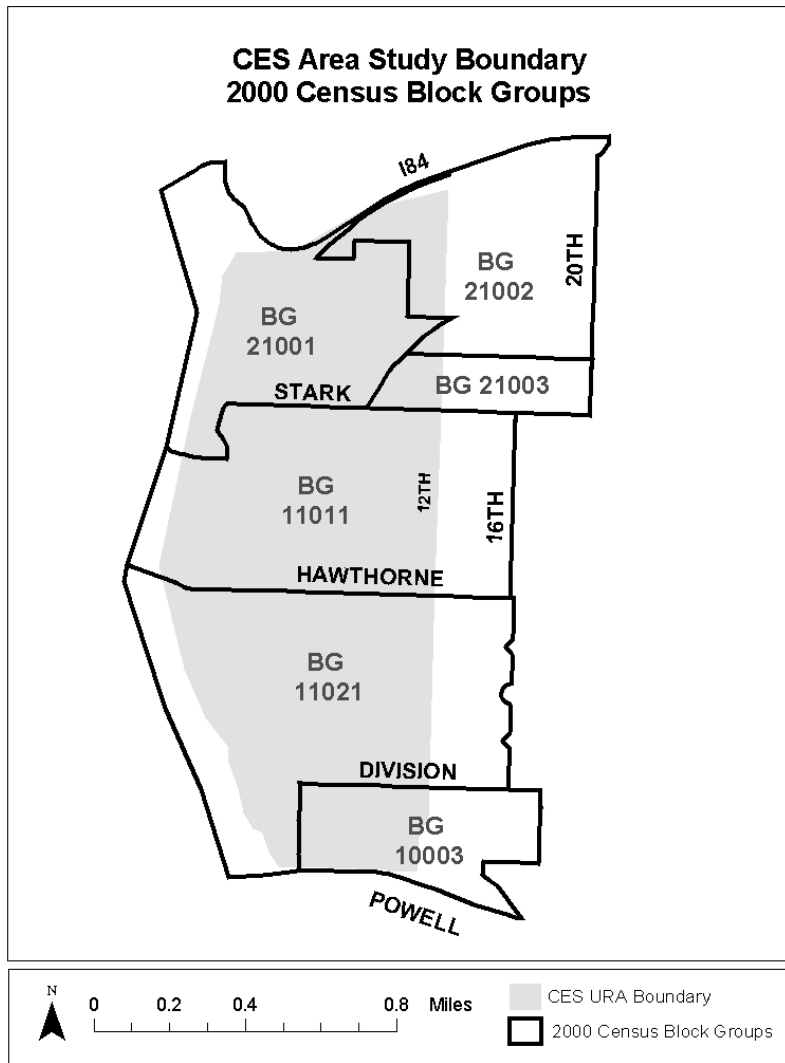 CES Area Study Boundary
2000 Census Block Groups
I84
BG
21002
20TH
BG
21001
BG 21003
STARK
BG
11011
12TH
16TH
HAWTHORNE
BG
11021
DIVISION
BG
10003
POWELL
N
0 0.2 0.4 0.8 Miles
CES URA Boundary
2000 Census Block Groups